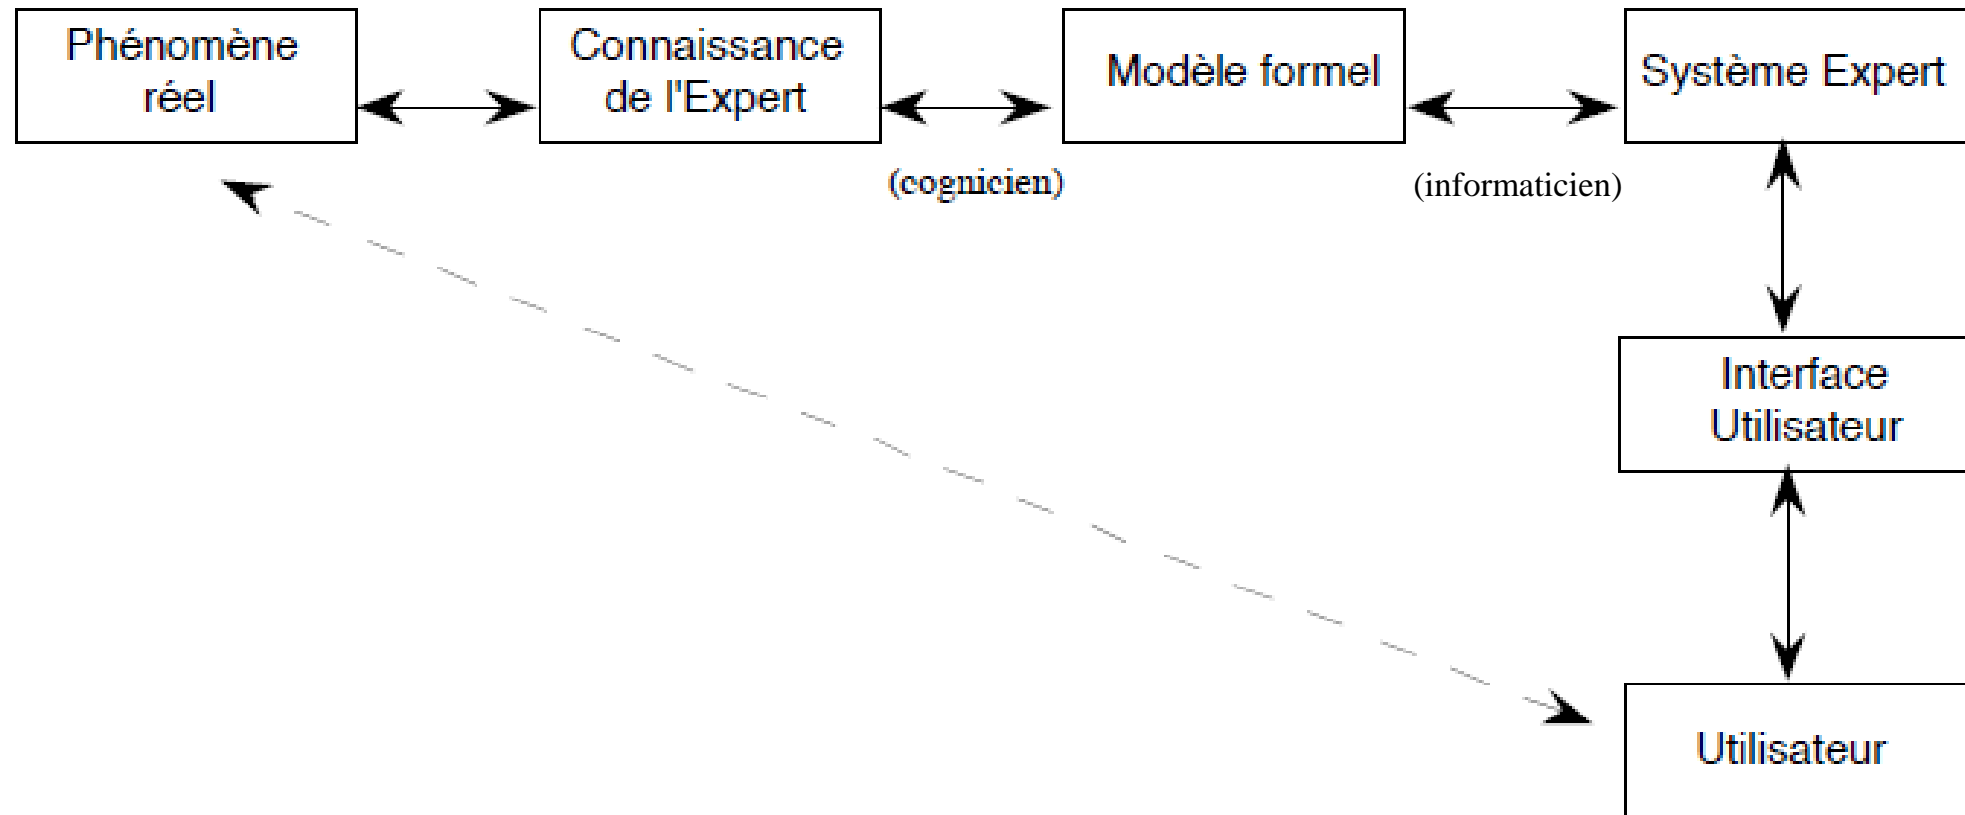 Phénomène
réel
Connaissance
de l'Expert
Modèle formel
Système Expert
(cognicien)
(informaticien)
Interface
Utilisateur
Utilisateur